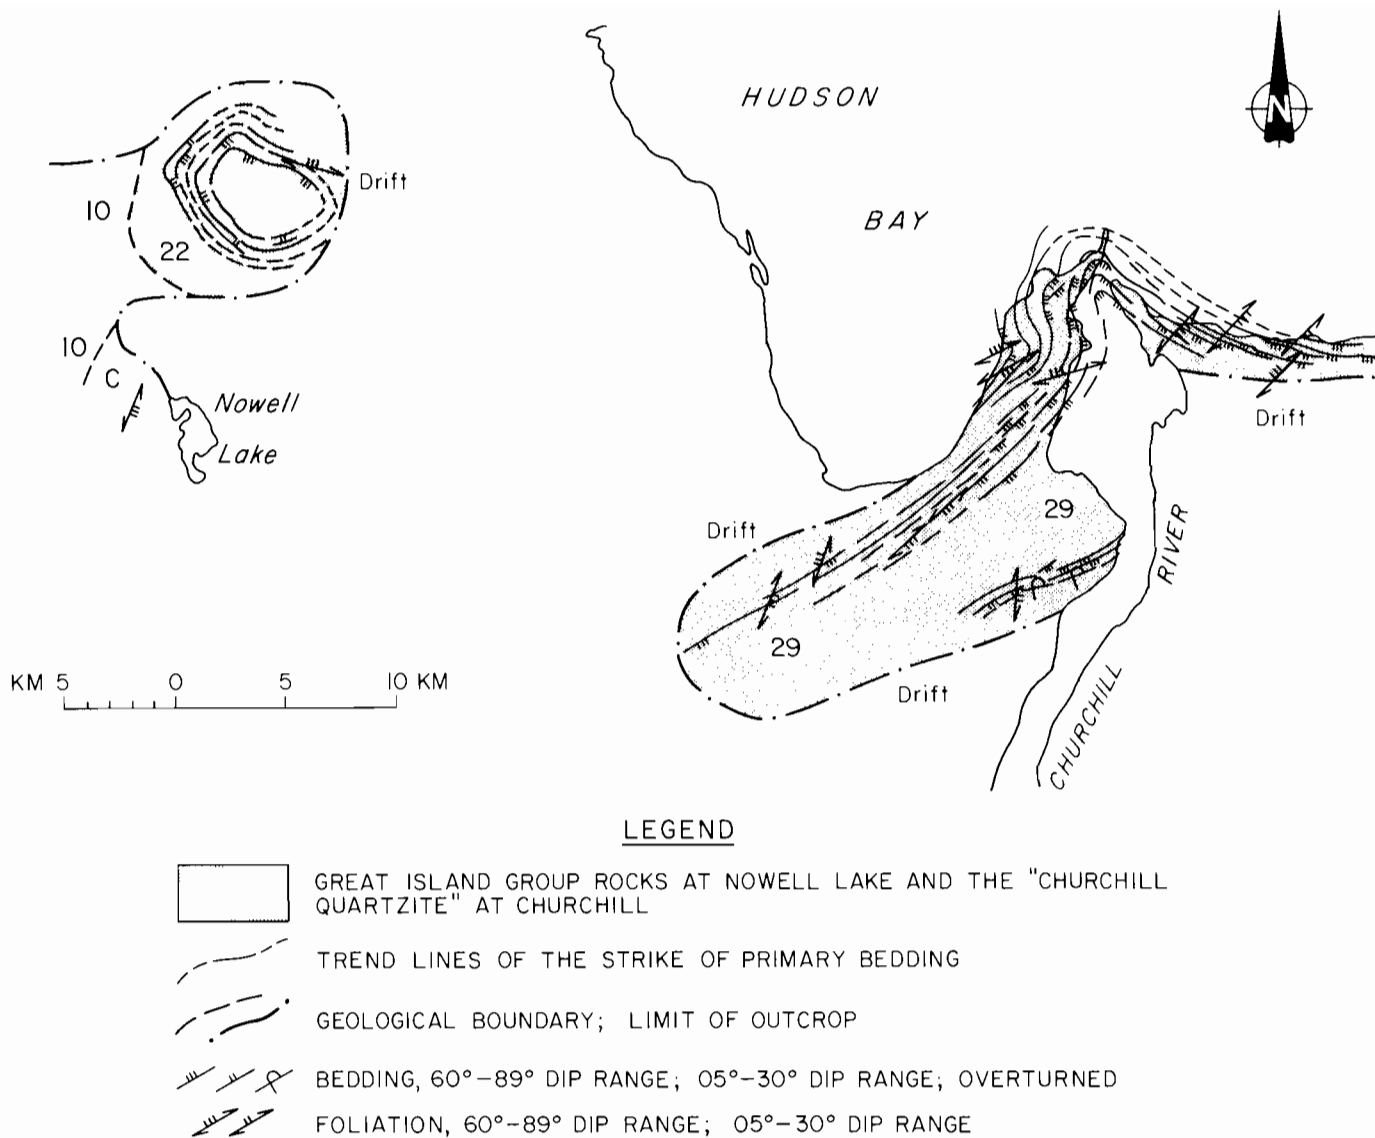 HUDSON
N
Drift
10
BAY
22
10
C
Nowell
Lake
Drift
29
Drift
RIVER
29
KM 5 0 5 10 KM
Drift
CHURCHILL
LEGEND
GREAT ISLAND GROUP ROCKS AT NOWELL LAKE AND THE "CHURCHILL
QUARTZITE" AT CHURCHILL
TREND LINES OF THE STRIKE OF PRIMARY BEDDING
GEOLOGICAL BOUNDARY; LIMIT OF OUTCROP
BEDDING, 60°-89° DIP RANGE; 05°-30° DIP RANGE; OVERTURNED
FOLIATION, 60°-89° DIP RANGE; 05°-30° DIP RANGE